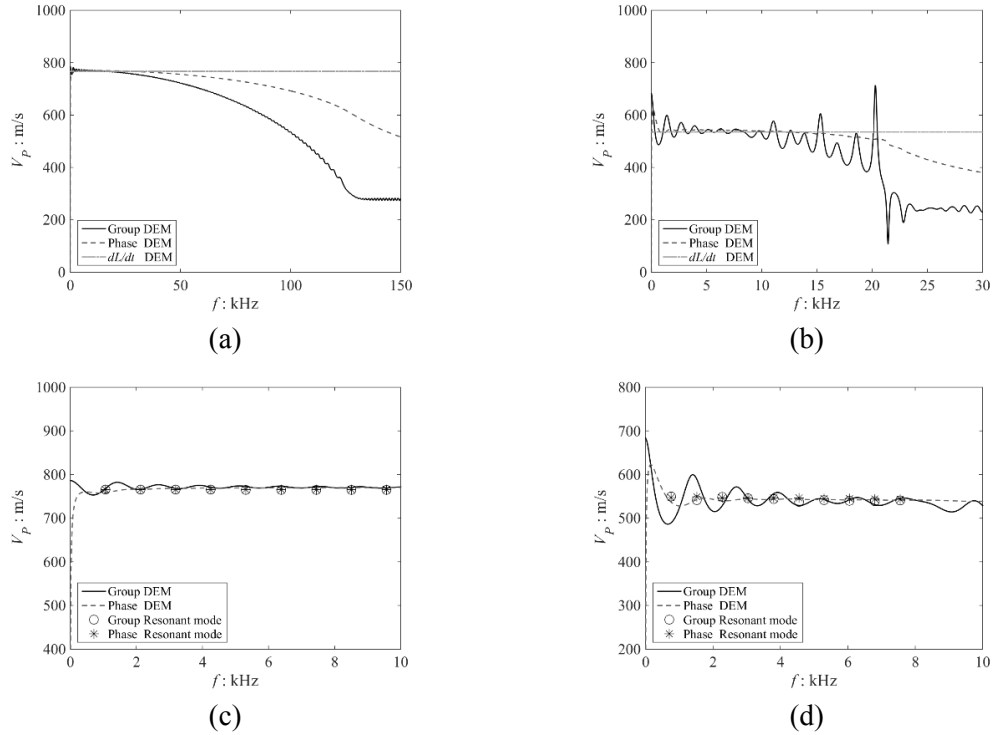 1000
800
600
400
200
0
V_P : m/s
Group DEM
Phase DEM
dL/dt DEM
0 50 100 150
f : kHz
(a)
1000
800
600
400
200
0
V_P : m/s
Group DEM
Phase DEM
dL/dt DEM
0 5 10 15 20 25 30
f : kHz
(b)
1000
900
800
700
600
500
400
V_P : m/s
Group DEM
Phase DEM
Group Resonant mode
Phase Resonant mode
0 2 4 6 8 10
f : kHz
(c)
800
700
600
500
400
300
200
V_P : m/s
Group DEM
Phase DEM
Group Resonant mode
Phase Resonant mode
0 2 4 6 8 10
f : kHz
(d)